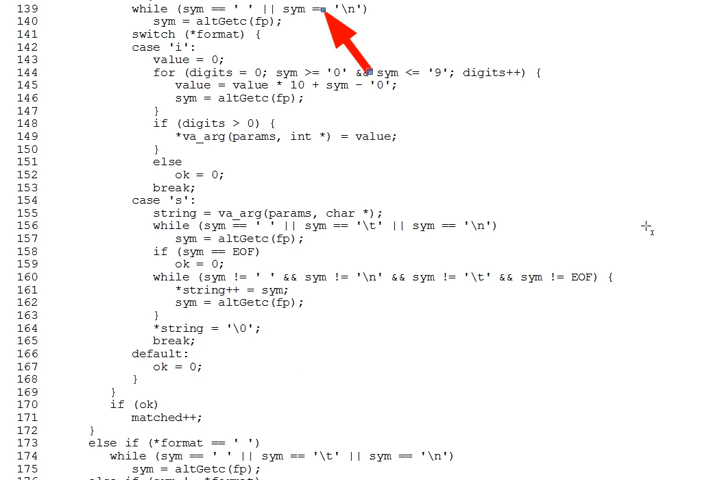 139 while (sym == ' ' || sym == '\n')
140 sym = altGetc(fp);
141 switch (*format) {
142 case 'i':
143 value = 0;
144 for (digits = 0; sym >= '0' && sym <= '9'; digits++) {
145 value = value * 10 + sym - '0';
146 sym = altGetc(fp);
147 }
148 if (digits > 0) {
149 *va_arg(params, int *) = value;
150 }
151 else
152 ok = 0;
153 break;
154 case 's':
155 string = va_arg(params, char *);
156 while (sym == ' ' || sym == '\t' || sym == '\n')
157 sym = altGetc(fp);
158 if (sym == EOF)
159 ok = 0;
160 while (sym != ' ' && sym != '\n' && sym != '\t' && sym != EOF) {
161 *string++ = sym;
162 sym = altGetc(fp);
163 }
164 *string = '\0';
165 break;
166 default:
167 ok = 0;
168 }
169 }
170 if (ok)
171 matched++;
172 }
173 else if (*format == ' ')
174 while (sym == ' ' || sym == '\t' || sym == '\n')
175 sym = altGetc(fp);